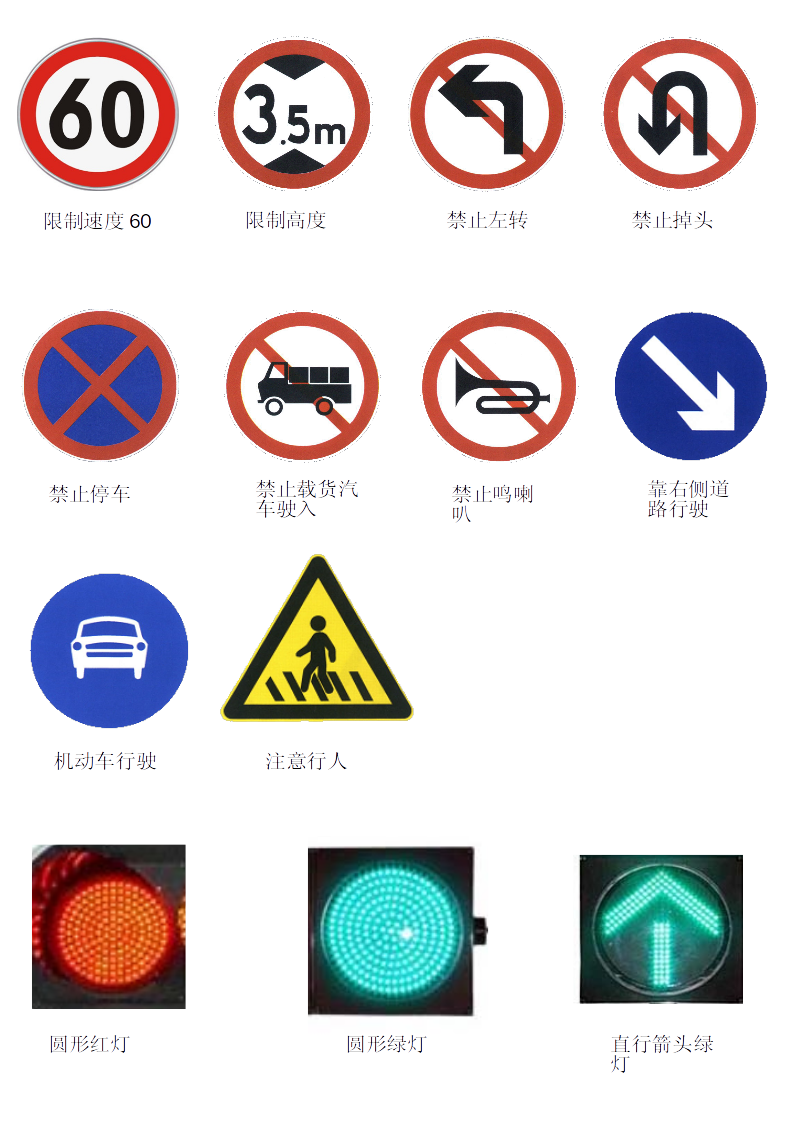 60
3.5m
限制速度 60
限制高度
禁止左转
禁止掉头
禁止停车
禁止载货汽
车驶入
禁止鸣喇
叭
靠右侧道
路行驶
机动车行驶
注意行人
圆形红灯
圆形绿灯
直行箭头绿
灯